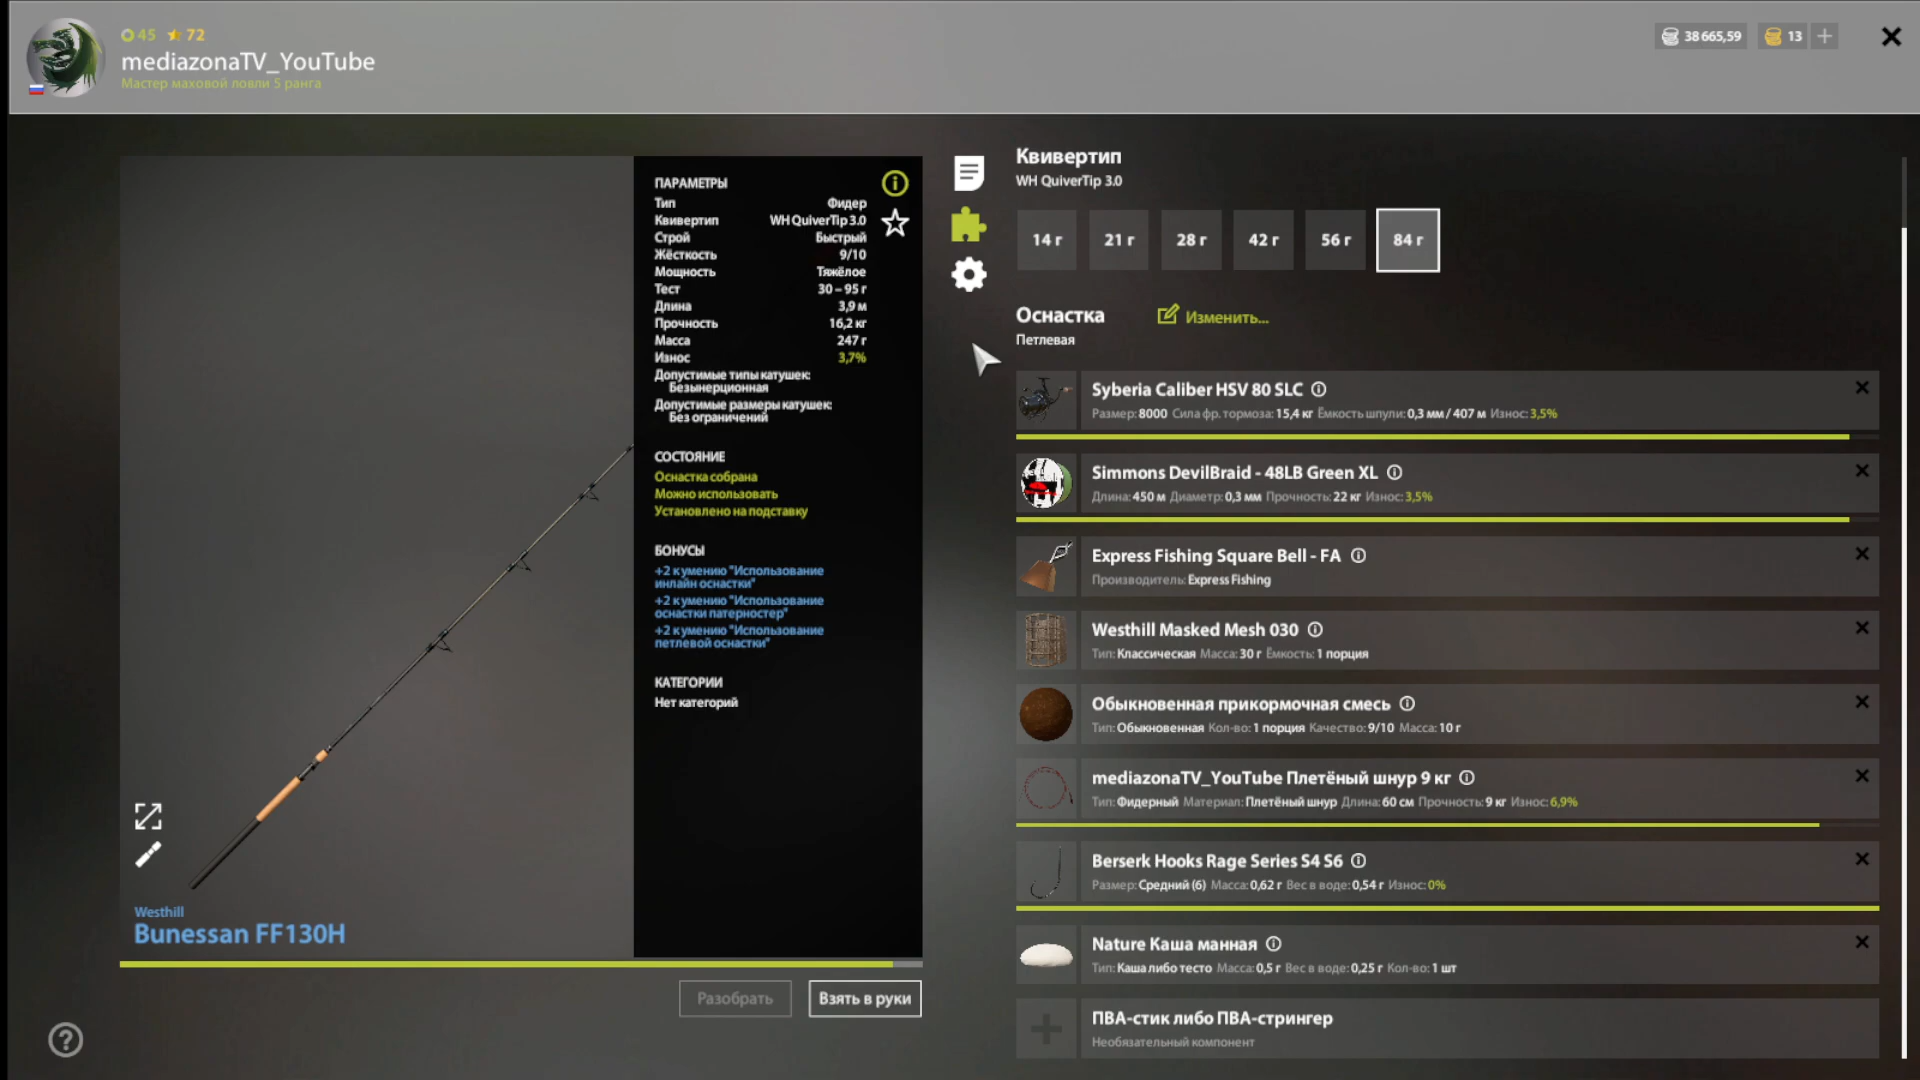 45 72
mediazonaTV_YouTube
Мастер маховой ловли 5 ранга
38 665,59 13
ПАРАМЕТРЫ
Тип Фидер
Квивертип WH QuiverTip 3.0
Строй Быстрый
Жёсткость 9/10
Мощность Тяжёлое
Тест 30 – 95 г
Длина 3,9 м
Прочность 16,2 кг
Масса 247 г
Износ 3,7%
Допустимые типы катушек:
Безынерционная
Допустимые размеры катушек:
Без ограничений
СОСТОЯНИЕ
Оснастка собрана
Можно использовать
Установлено на подставку
БОНУСЫ
+2 к умению "Использование
инлайн оснастки"
+2 к умению "Использование
оснастки патерностер"
+2 к умению "Использование
петлевой оснастки"
КАТЕГОРИИ
Нет категорий
Westhill
Bunessan FF130H
Разобрать Взять в руки
Квивертип
WH QuiverTip 3.0
14 г 21 г 28 г 42 г 56 г 84 г
Оснастка Изменить...
Петлевая
Syberia Caliber HSV 80 SLC
Размер: 8000 Сила фр. тормоза: 15,4 кг Ёмкость шпули: 0,3 мм / 407 м Износ: 3,5%
Simmons DevilBraid - 48LB Green XL
Длина: 450 м Диаметр: 0,3 мм Прочность: 22 кг Износ: 3,5%
Express Fishing Square Bell - FA
Производитель: Express Fishing
Westhill Masked Mesh 030
Тип: Классическая Масса: 30 г Ёмкость: 1 порция
Обыкновенная прикормочная смесь
Тип: Обыкновенная Кол-во: 1 порция Качество: 9/10 Масса: 10 г
mediazonaTV_YouTube Плетёный шнур 9 кг
Тип: Фидерный Материал: Плетёный шнур Длина: 60 см Прочность: 9 кг Износ: 6,9%
Berserk Hooks Rage Series S4 S6
Размер: Средний (6) Масса: 0,62 г Вес в воде: 0,54 г Износ: 0%
Nature Каша манная
Тип: Каша либо тесто Масса: 0,5 г Вес в воде: 0,25 г Кол-во: 1 шт
ПВА-стик либо ПВА-стрингер
Необязательный компонент